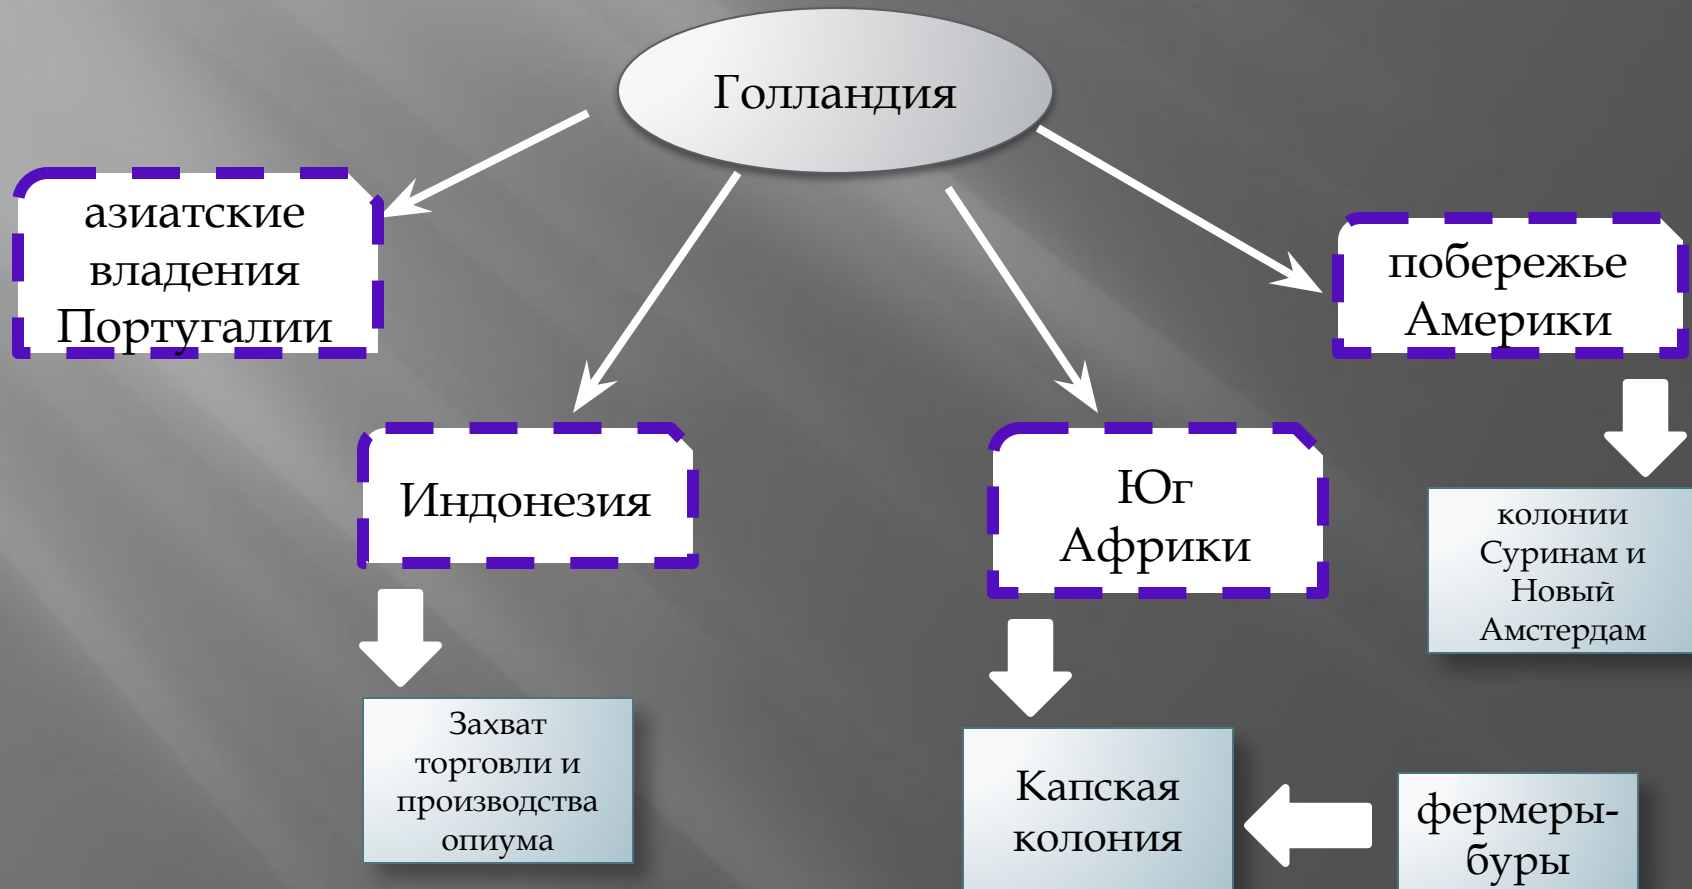 Голландия
азиатские
владения
Португалии
побережье
Америки
Индонезия
Юг
Африки
колонии
Суринам и
Новый
Амстердам
Захват
торговли и
производства
опиума
Капская
колония
фермеры-
буры